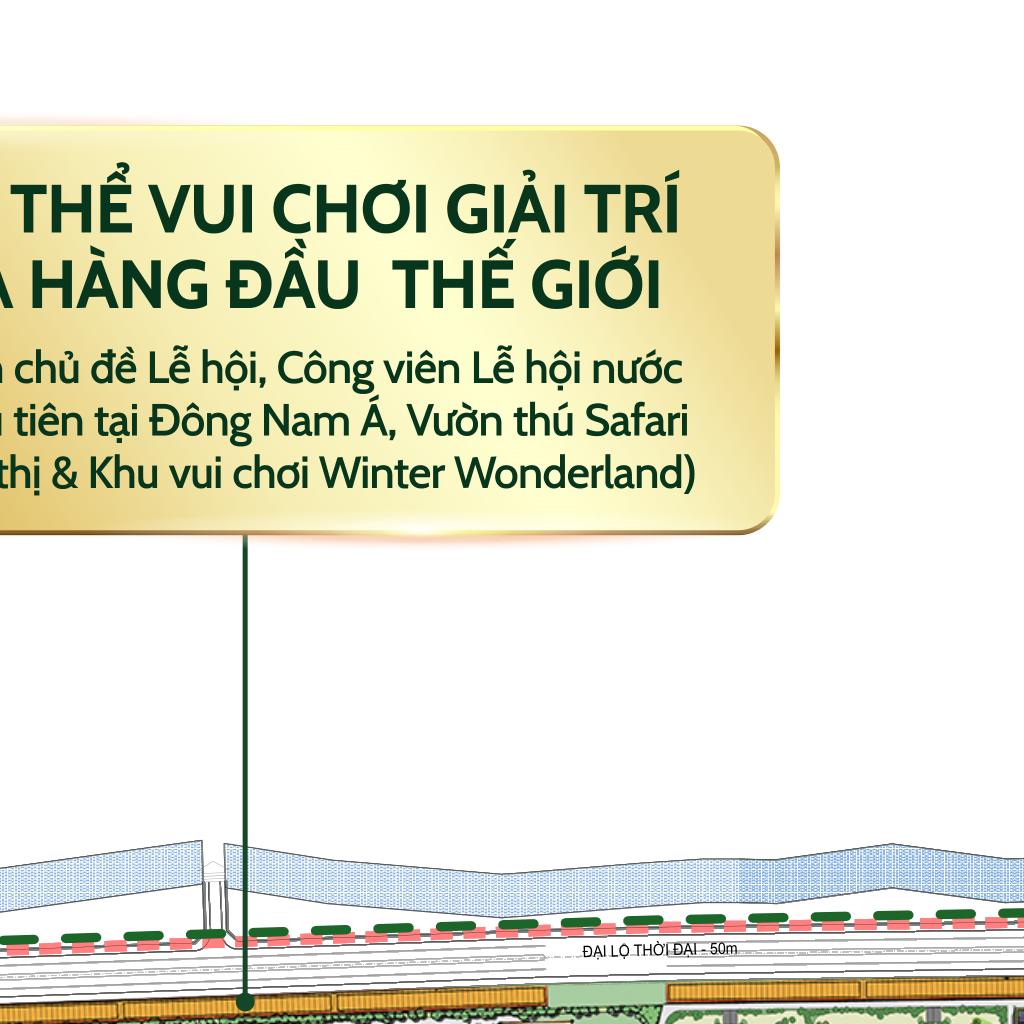 THỂ VUI CHƠI GIẢI TRÍ
HÀNG ĐẦU THẾ GIỚI
chủ đề Lễ hội, Công viên Lễ hội nước
tiên tại Đông Nam Á, Vườn thú Safari
thị & Khu vui chơi Winter Wonderland)
ĐẠI LỘ THỜI ĐẠI - 50m